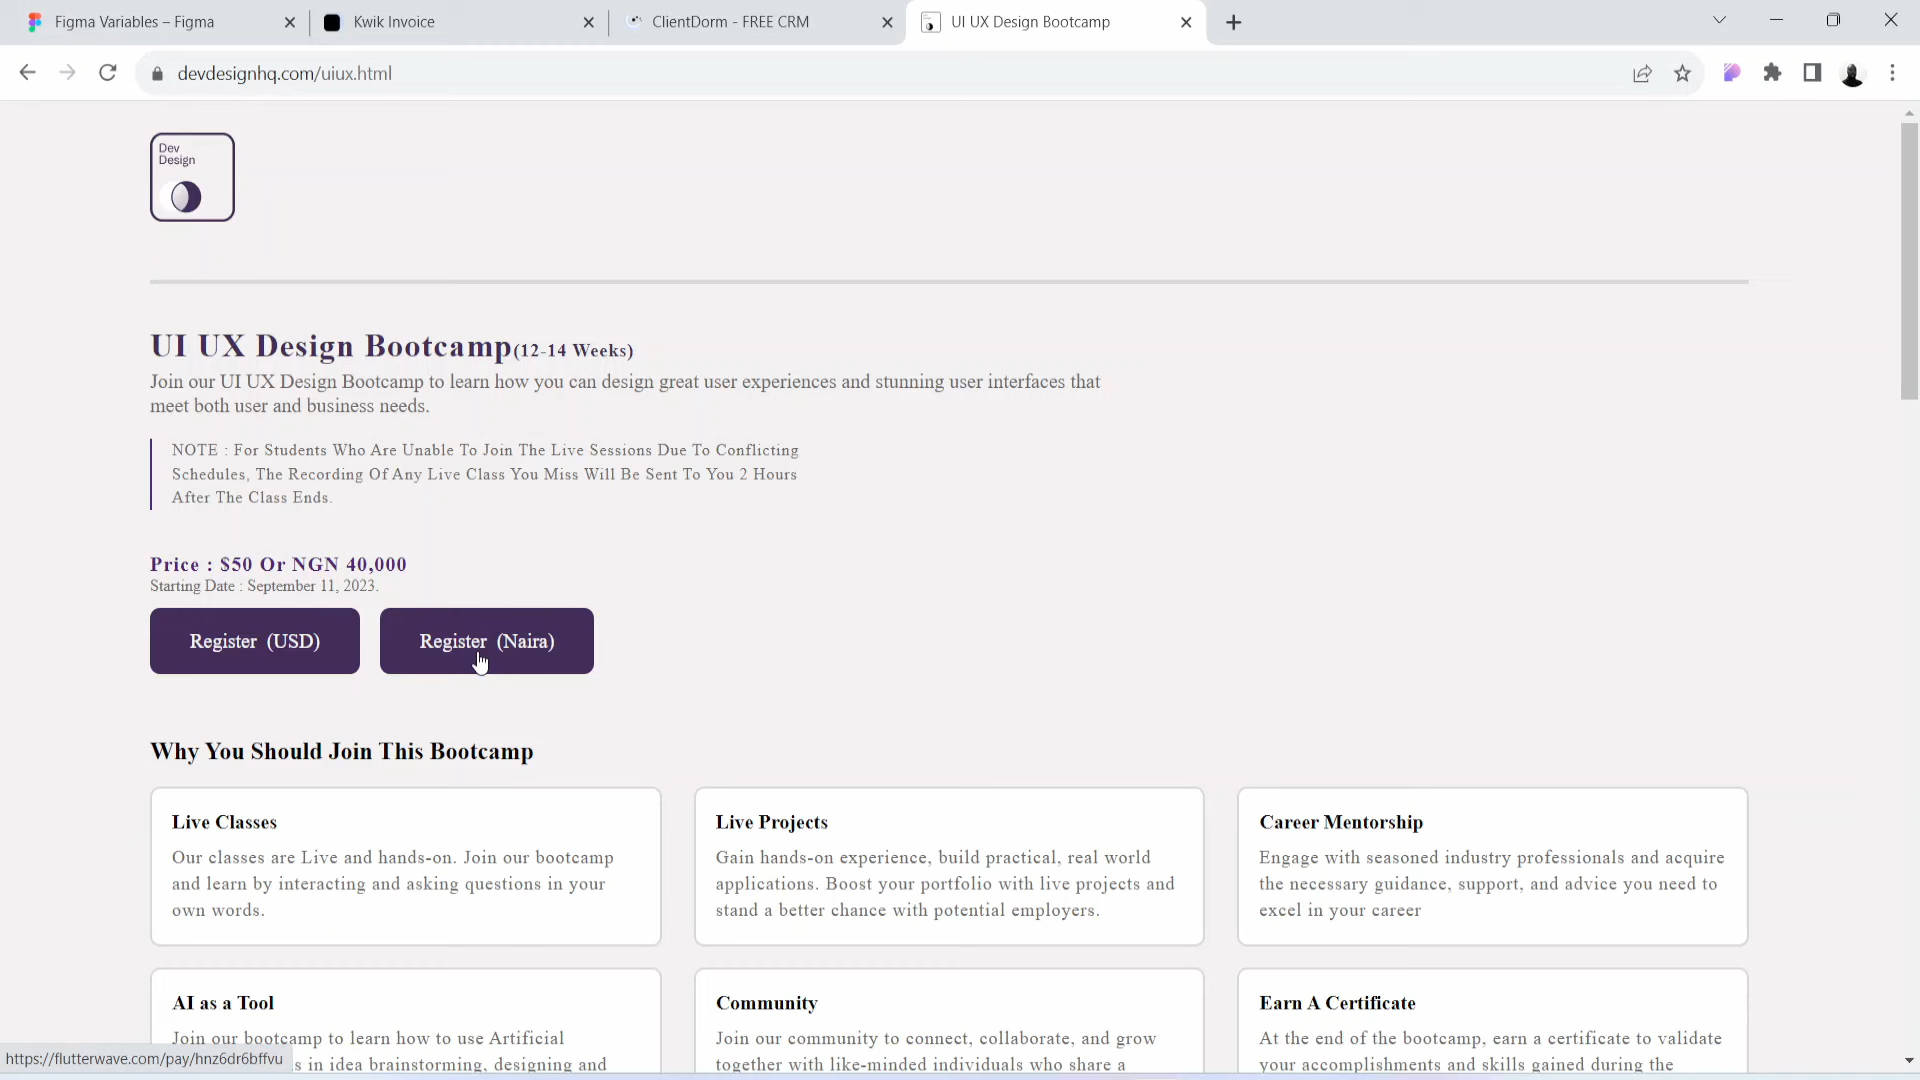 Figma Variables – Figma
Kwik Invoice
ClientDorm - FREE CRM
UI UX Design Bootcamp
devdesignhq.com/uiux.html
Dev
Design
UI UX Design Bootcamp(12-14 Weeks)
Join our UI UX Design Bootcamp to learn how you can design great user experiences and stunning user interfaces that
meet both user and business needs.
NOTE : For Students Who Are Unable To Join The Live Sessions Due To Conflicting
Schedules, The Recording Of Any Live Class You Miss Will Be Sent To You 2 Hours
After The Class Ends.
Price : $50 Or NGN 40,000
Starting Date : September 11, 2023.
Register (USD)
Register (Naira)
Why You Should Join This Bootcamp
Live Classes
Our classes are Live and hands-on. Join our bootcamp
and learn by interacting and asking questions in your
own words.
Live Projects
Gain hands-on experience, build practical, real world
applications. Boost your portfolio with live projects and
stand a better chance with potential employers.
Career Mentorship
Engage with seasoned industry professionals and acquire
the necessary guidance, support, and advice you need to
excel in your career
AI as a Tool
Join our bootcamp to learn how to use Artificial
s in idea brainstorming, designing and
Community
Join our community to connect, collaborate, and grow
together with like-minded individuals who share a
Earn A Certificate
At the end of the bootcamp, earn a certificate to validate
your accomplishments and skills gained during the
https://flutterwave.com/pay/hnz6dr6bffvu